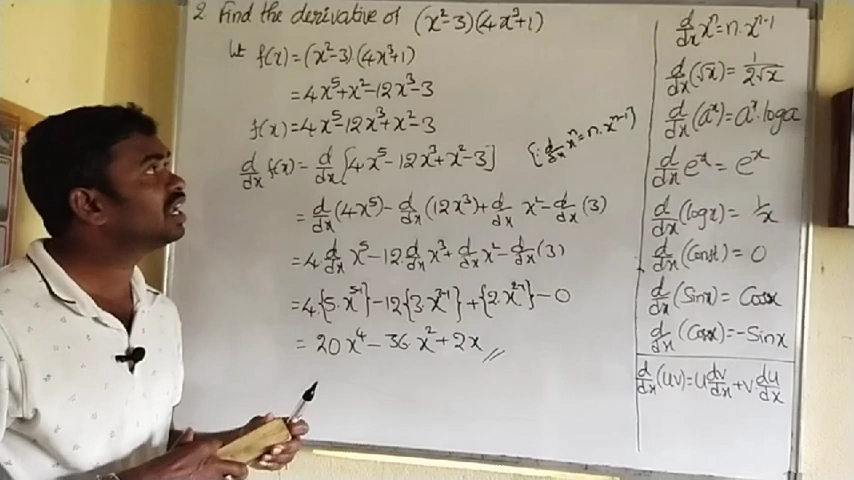 2 Find the derivative of (x²-3)(4x³+1)
let f(x) = (x²-3)(4x³+1)
= 4x⁵+x²-12x³-3
f(x) = 4x⁵-12x³+x²-3
d/dx f(x) = d/dx [4x⁵-12x³+x²-3] {∵ d/dx xⁿ = n·xⁿ⁻¹}
= d/dx (4x⁵) - d/dx (12x³) + d/dx x² - d/dx (3)
= 4 d/dx x⁵ - 12 d/dx x³ + d/dx x² - d/dx (3)
= 4{5·x⁵⁻¹} - 12{3·x³⁻¹} + {2·x²⁻¹} - 0
= 20x⁴ - 36x² + 2x //
d/dx xⁿ = n·xⁿ⁻¹
d/dx (√x) = 1/2√x
d/dx (aˣ) = aˣ·loga
d/dx eˣ = eˣ
d/dx (logx) = 1/x
d/dx (Const) = 0
d/dx (Sinx) = Cosx
d/dx (Cosx) = -Sinx
d/dx (uv) = u dv/dx + v·du/dx